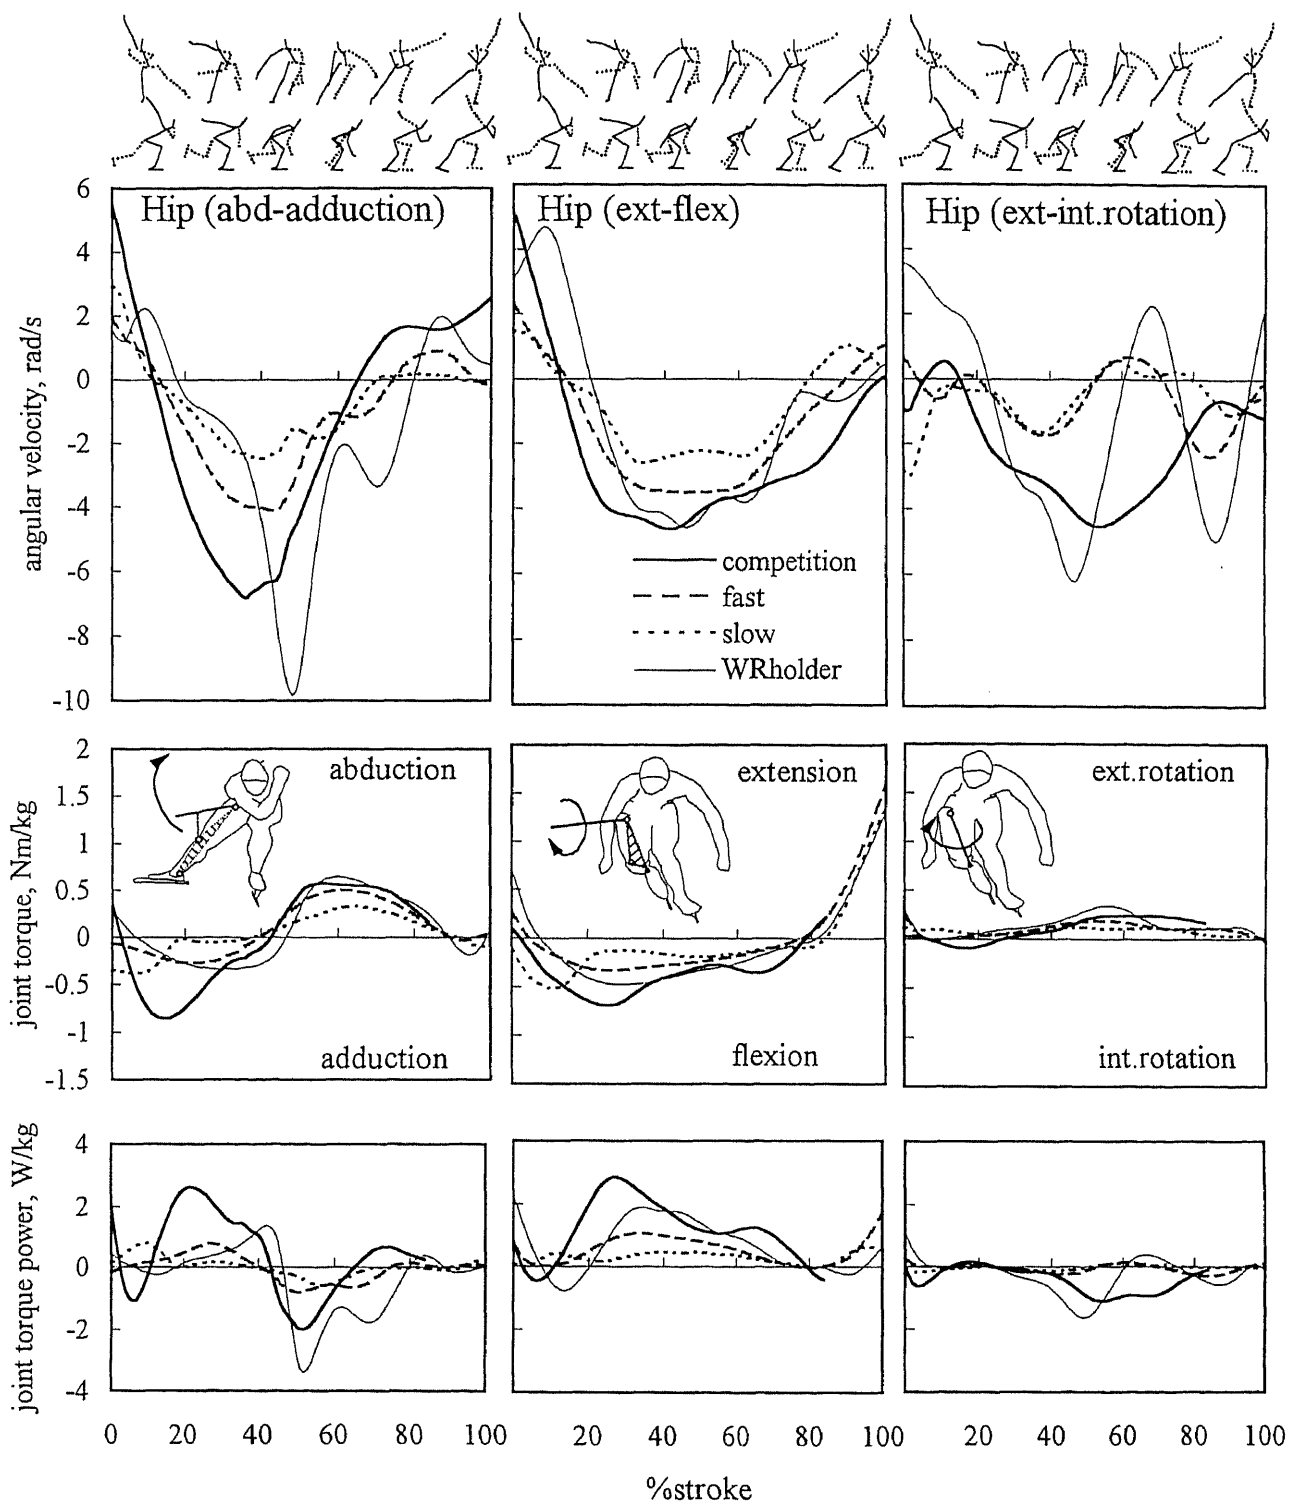 Hip (abd-adduction)
Hip (ext-flex)
Hip (ext-int.rotation)
6
4
2
0
-2
-4
-6
-8
-10
angular velocity, rad/s
competition
fast
slow
WRholder
2
1.5
1
0.5
0
-0.5
-1
-1.5
joint torque, Nm/kg
abduction
adduction
extension
flexion
ext.rotation
int.rotation
4
2
0
-2
-4
joint torque power, W/kg
0 20 40 60 80 100
20 40 60 80 100
20 40 60 80 100
%stroke